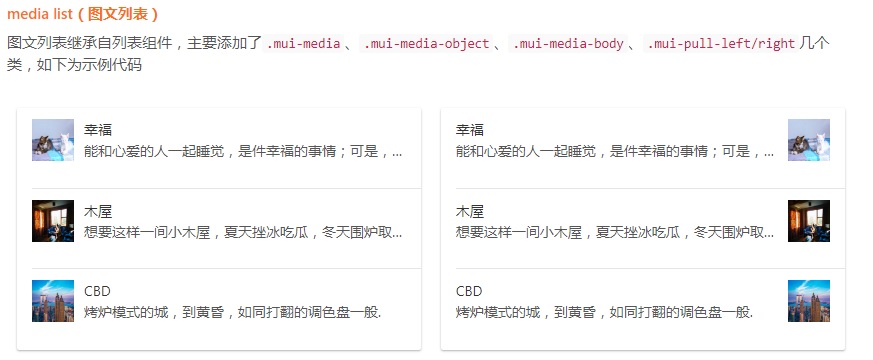 media list（图文列表）
图文列表继承自列表组件，主要添加了 .mui-media 、 .mui-media-object 、 .mui-media-body 、 .mui-pull-left/right 几个
类，如下为示例代码
幸福
能和心爱的人一起睡觉，是件幸福的事情；可是，...
木屋
想要这样一间小木屋，夏天挫冰吃瓜，冬天围炉取...
CBD
烤炉模式的城，到黄昏，如同打翻的调色盘一般.
幸福
能和心爱的人一起睡觉，是件幸福的事情；可是，...
木屋
想要这样一间小木屋，夏天挫冰吃瓜，冬天围炉取...
CBD
烤炉模式的城，到黄昏，如同打翻的调色盘一般.